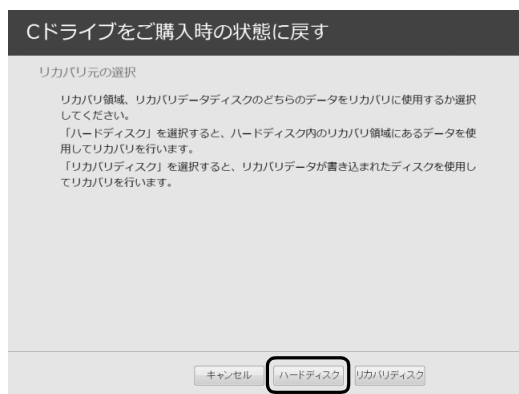 Cドライブをご購入時の状態に戻す
リカバリ元の選択
リカバリ領域、リカバリデータディスクのどちらのデータをリカバリに使用するか選択
してください。
「ハードディスク」を選択すると、ハードディスク内のリカバリ領域にあるデータを使
用してリカバリを行います。
「リカバリディスク」を選択すると、リカバリデータが書き込まれたディスクを使用し
てリカバリを行います。
キャンセル ハードディスク リカバリディスク